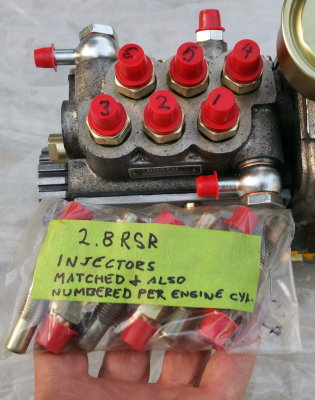 6 5 4
3 2 1
2.8 RSR
INJECTORS
MATCHED & ALSO
NUMBERED PER ENGINE CYL.